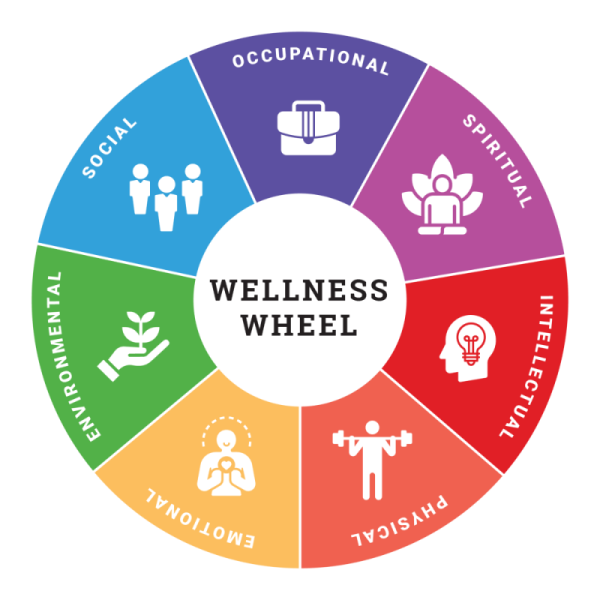 OCCUPATIONAL
SPIRITUAL
INTELLECTUAL
PHYSICAL
EMOTIONAL
ENVIRONMENTAL
SOCIAL
WELLNESS
WHEEL